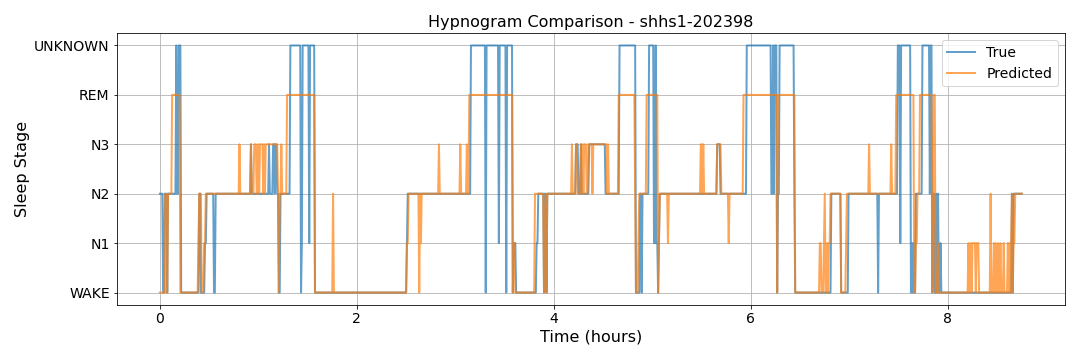 Hypnogram Comparison - shhs1-202398
UNKNOWN
REM
N3
N2
N1
WAKE
Sleep Stage
True
Predicted
0 2 4 6 8
Time (hours)